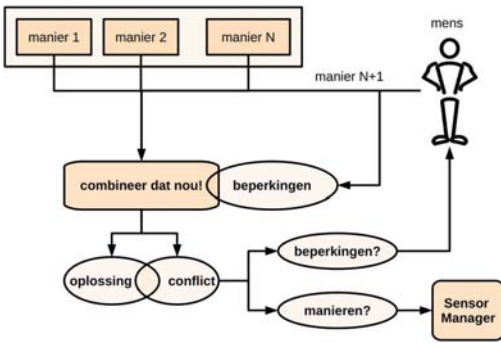 mens
manier 1
manier 2
manier N
manier N+1
combineer dat nou!
beperkingen
beperkingen?
oplossing
conflict
manieren?
Sensor
Manager